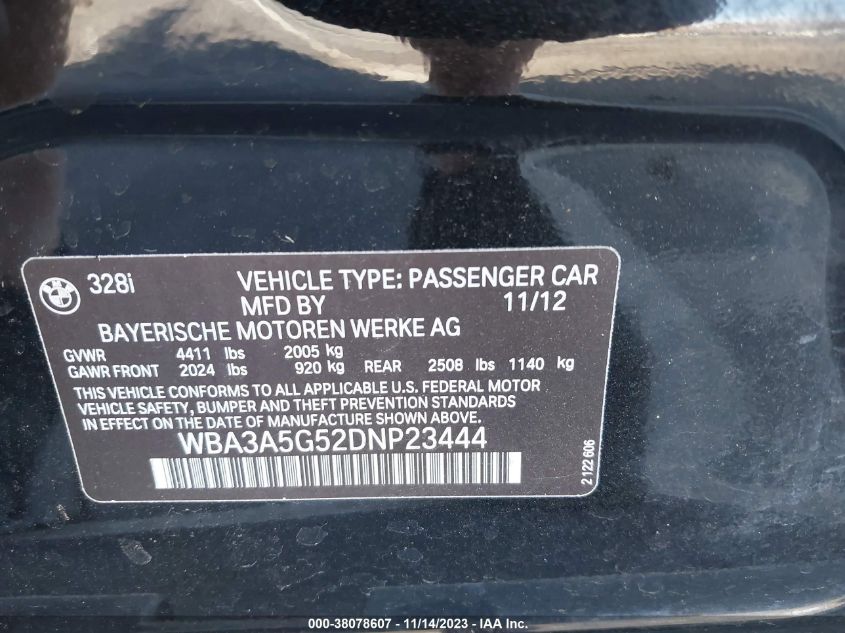 328i VEHICLE TYPE: PASSENGER CAR
MFD BY 11/12
BAYERISCHE MOTOREN WERKE AG
GVWR 4411 lbs 2005 kg
GAWR FRONT 2024 lbs 920 kg REAR 2508 lbs 1140 kg
THIS VEHICLE CONFORMS TO ALL APPLICABLE U.S. FEDERAL MOTOR
VEHICLE SAFETY, BUMPER AND THEFT PREVENTION STANDARDS
IN EFFECT ON THE DATE OF MANUFACTURE SHOWN ABOVE.
WBA3A5G52DNP23444
2 122 606
000-38078607 - 11/14/2023 - IAA Inc.